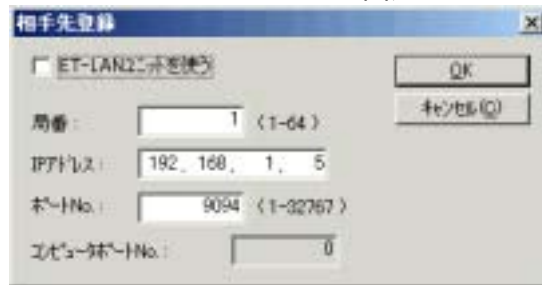 相手先登録
ET-LAN2ユニットを使う
OK
局番： 1 (1-64)
キャンセル(C)
IPアドレス： 192. 168. 1. 5
ポートNo.： 9094 (1-32767)
コンピュータポートNo.： 0